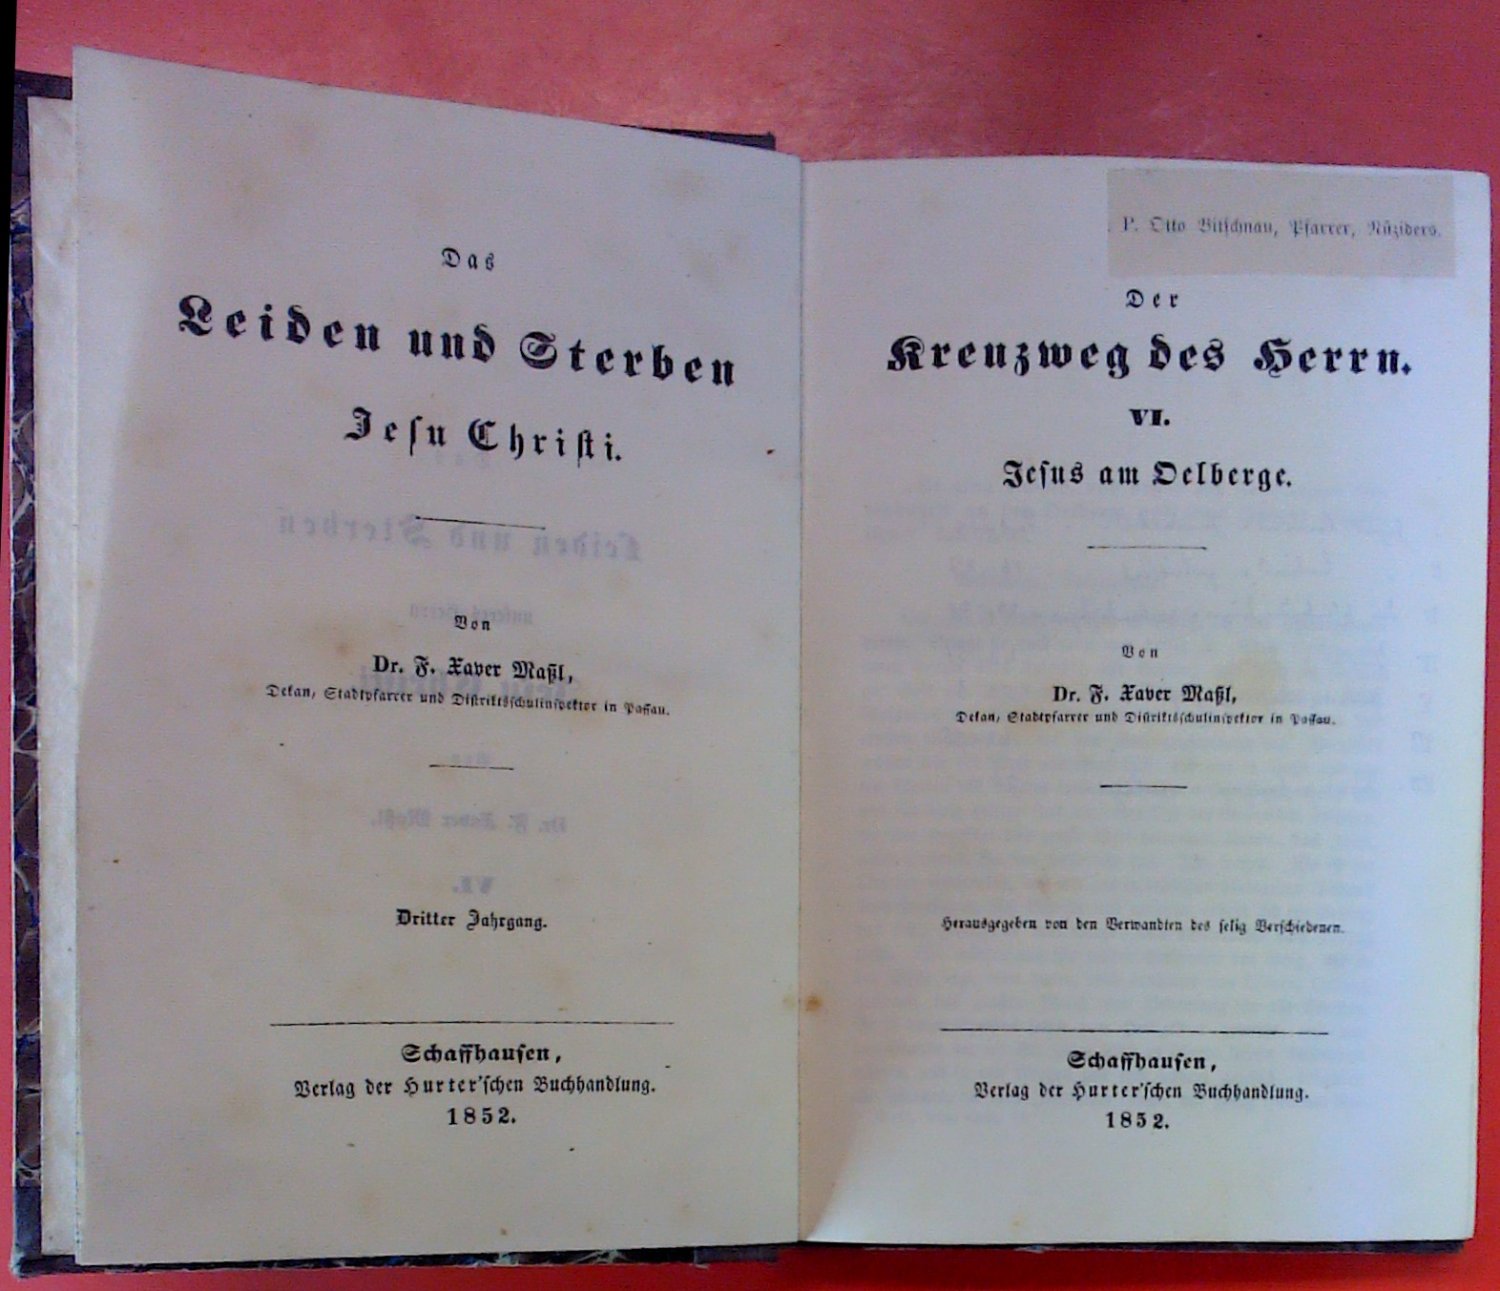 Das
Leiden und Sterben
Jesu Christi.
Von
Dr. F. Xaver Maßl,
Dekan, Stadtpfarrer und Distriktsschulinspektor in Passau.
Dritter Jahrgang.
Schaffhausen,
Verlag der Hurter'schen Buchhandlung.
1852.
P. Otto Bitschnau, Pfarrer, Nüziders.
Der
Kreuzweg des Herrn.
VI.
Jesus am Oelberge.
Von
Dr. F. Xaver Maßl,
Dekan, Stadtpfarrer und Distriktsschulinspektor in Passau.
Herausgegeben von den Verwandten des selig Verschiedenen.
Schaffhausen,
Verlag der Hurter'schen Buchhandlung.
1852.